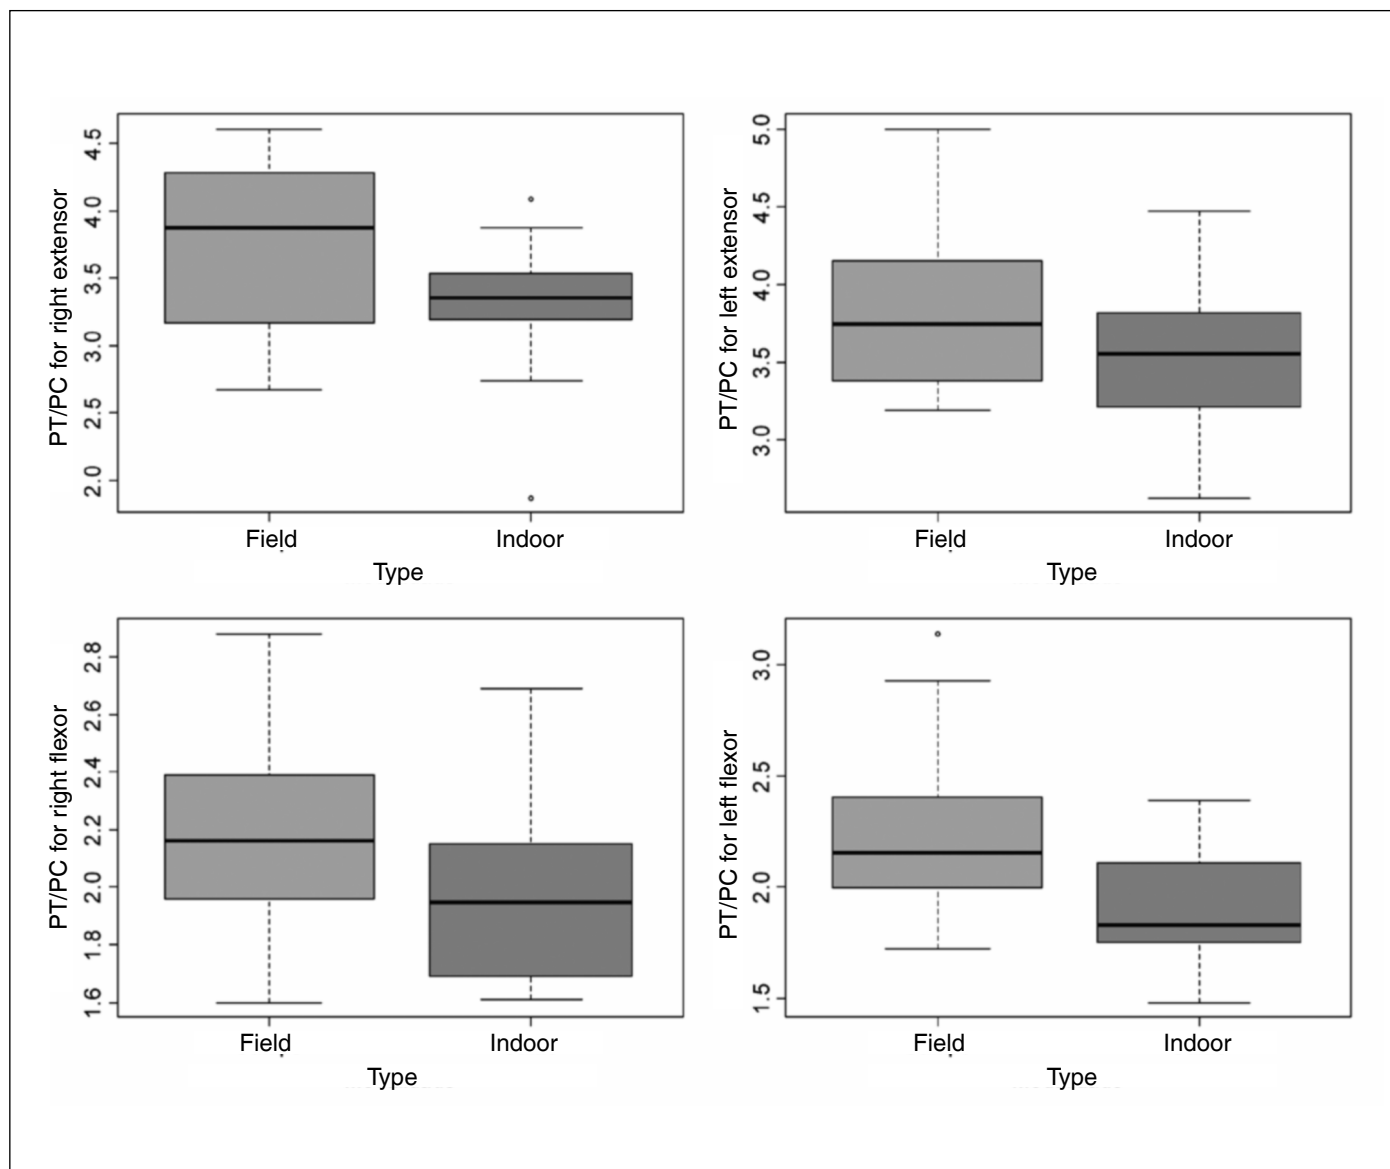 PT/PC for right extensor
4.5
4.0
3.5
3.0
2.5
2.0
Field
Indoor
Type
PT/PC for left extensor
5.0
4.5
4.0
3.5
3.0
Field
Indoor
Type
PT/PC for right flexor
2.8
2.6
2.4
2.2
2.0
1.8
1.6
Field
Indoor
Type
PT/PC for left flexor
3.0
2.5
2.0
1.5
Field
Indoor
Type